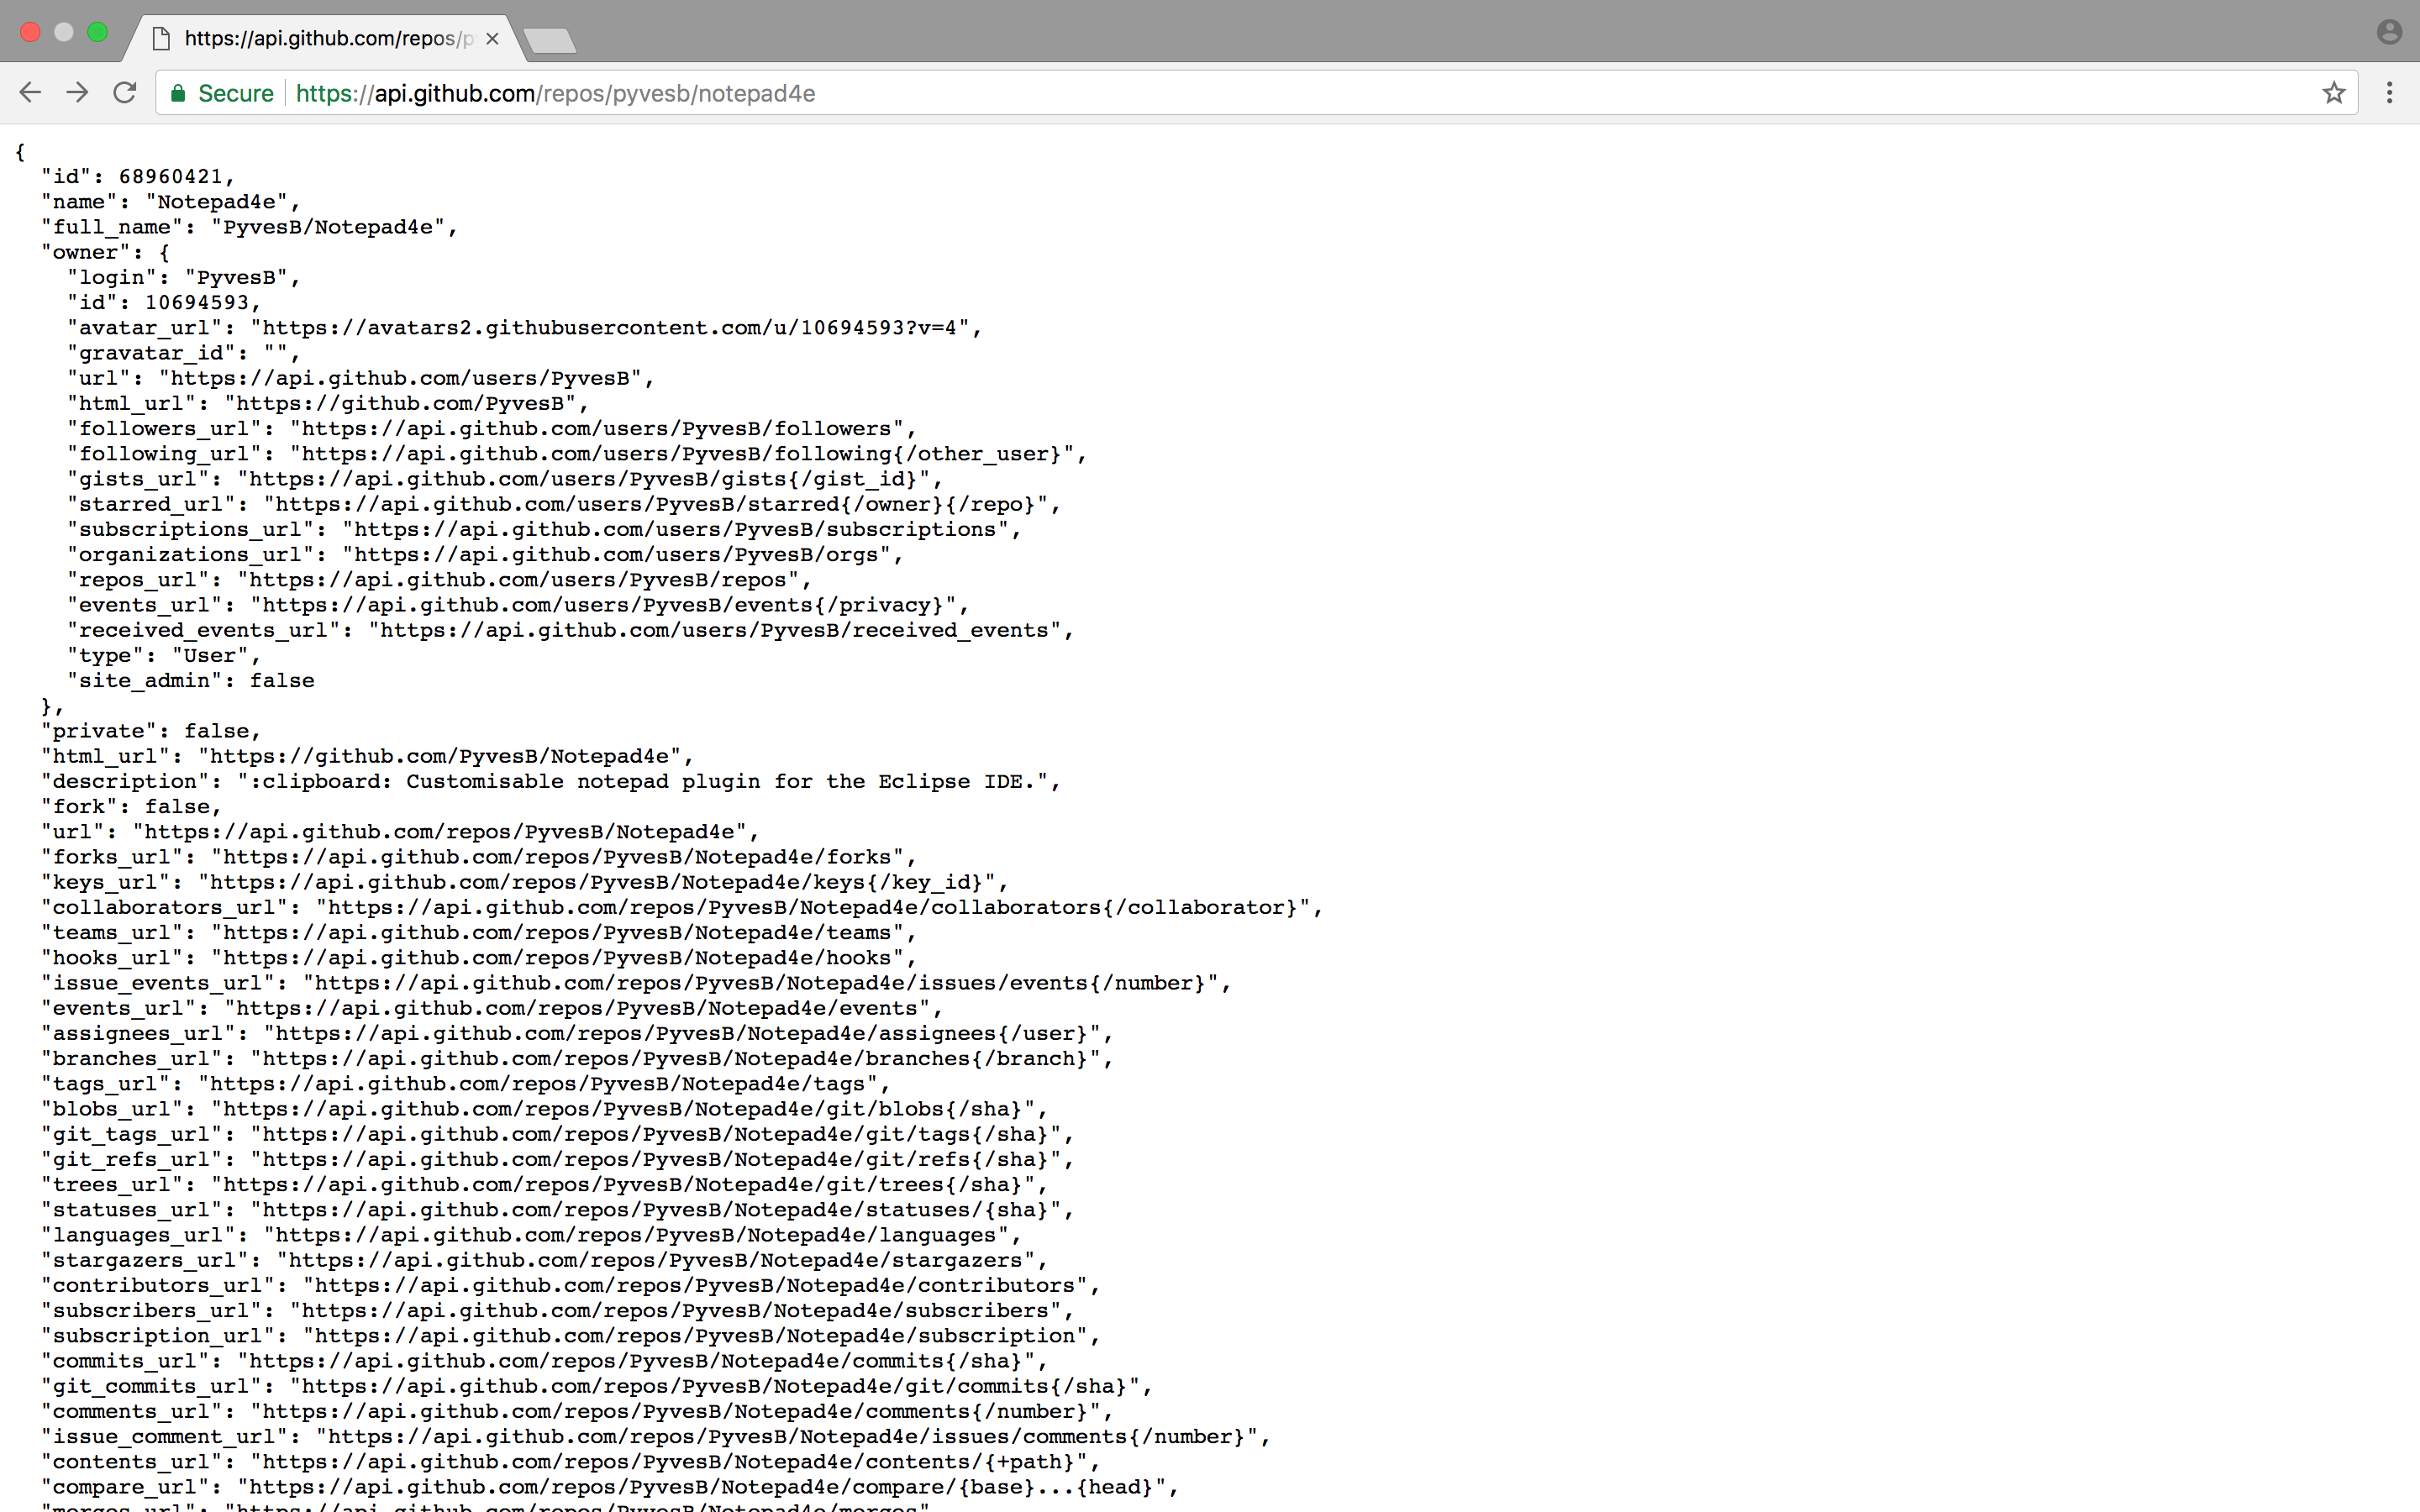 https://api.github.com/repos/p
Secure https://api.github.com/repos/pyvesb/notepad4e
{
  "id": 68960421,
  "name": "Notepad4e",
  "full_name": "PyvesB/Notepad4e",
  "owner": {
    "login": "PyvesB",
    "id": 10694593,
    "avatar_url": "https://avatars2.githubusercontent.com/u/10694593?v=4",
    "gravatar_id": "",
    "url": "https://api.github.com/users/PyvesB",
    "html_url": "https://github.com/PyvesB",
    "followers_url": "https://api.github.com/users/PyvesB/followers",
    "following_url": "https://api.github.com/users/PyvesB/following{/other_user}",
    "gists_url": "https://api.github.com/users/PyvesB/gists{/gist_id}",
    "starred_url": "https://api.github.com/users/PyvesB/starred{/owner}{/repo}",
    "subscriptions_url": "https://api.github.com/users/PyvesB/subscriptions",
    "organizations_url": "https://api.github.com/users/PyvesB/orgs",
    "repos_url": "https://api.github.com/users/PyvesB/repos",
    "events_url": "https://api.github.com/users/PyvesB/events{/privacy}",
    "received_events_url": "https://api.github.com/users/PyvesB/received_events",
    "type": "User",
    "site_admin": false
  },
  "private": false,
  "html_url": "https://github.com/PyvesB/Notepad4e",
  "description": ":clipboard: Customisable notepad plugin for the Eclipse IDE.",
  "fork": false,
  "url": "https://api.github.com/repos/PyvesB/Notepad4e",
  "forks_url": "https://api.github.com/repos/PyvesB/Notepad4e/forks",
  "keys_url": "https://api.github.com/repos/PyvesB/Notepad4e/keys{/key_id}",
  "collaborators_url": "https://api.github.com/repos/PyvesB/Notepad4e/collaborators{/collaborator}",
  "teams_url": "https://api.github.com/repos/PyvesB/Notepad4e/teams",
  "hooks_url": "https://api.github.com/repos/PyvesB/Notepad4e/hooks",
  "issue_events_url": "https://api.github.com/repos/PyvesB/Notepad4e/issues/events{/number}",
  "events_url": "https://api.github.com/repos/PyvesB/Notepad4e/events",
  "assignees_url": "https://api.github.com/repos/PyvesB/Notepad4e/assignees{/user}",
  "branches_url": "https://api.github.com/repos/PyvesB/Notepad4e/branches{/branch}",
  "tags_url": "https://api.github.com/repos/PyvesB/Notepad4e/tags",
  "blobs_url": "https://api.github.com/repos/PyvesB/Notepad4e/git/blobs{/sha}",
  "git_tags_url": "https://api.github.com/repos/PyvesB/Notepad4e/git/tags{/sha}",
  "git_refs_url": "https://api.github.com/repos/PyvesB/Notepad4e/git/refs{/sha}",
  "trees_url": "https://api.github.com/repos/PyvesB/Notepad4e/git/trees{/sha}",
  "statuses_url": "https://api.github.com/repos/PyvesB/Notepad4e/statuses/{sha}",
  "languages_url": "https://api.github.com/repos/PyvesB/Notepad4e/languages",
  "stargazers_url": "https://api.github.com/repos/PyvesB/Notepad4e/stargazers",
  "contributors_url": "https://api.github.com/repos/PyvesB/Notepad4e/contributors",
  "subscribers_url": "https://api.github.com/repos/PyvesB/Notepad4e/subscribers",
  "subscription_url": "https://api.github.com/repos/PyvesB/Notepad4e/subscription",
  "commits_url": "https://api.github.com/repos/PyvesB/Notepad4e/commits{/sha}",
  "git_commits_url": "https://api.github.com/repos/PyvesB/Notepad4e/git/commits{/sha}",
  "comments_url": "https://api.github.com/repos/PyvesB/Notepad4e/comments{/number}",
  "issue_comment_url": "https://api.github.com/repos/PyvesB/Notepad4e/issues/comments{/number}",
  "contents_url": "https://api.github.com/repos/PyvesB/Notepad4e/contents/{+path}",
  "compare_url": "https://api.github.com/repos/PyvesB/Notepad4e/compare/{base}...{head}",
  "merges_url": "https://api.github.com/repos/PyvesB/Notepad4e/merges"